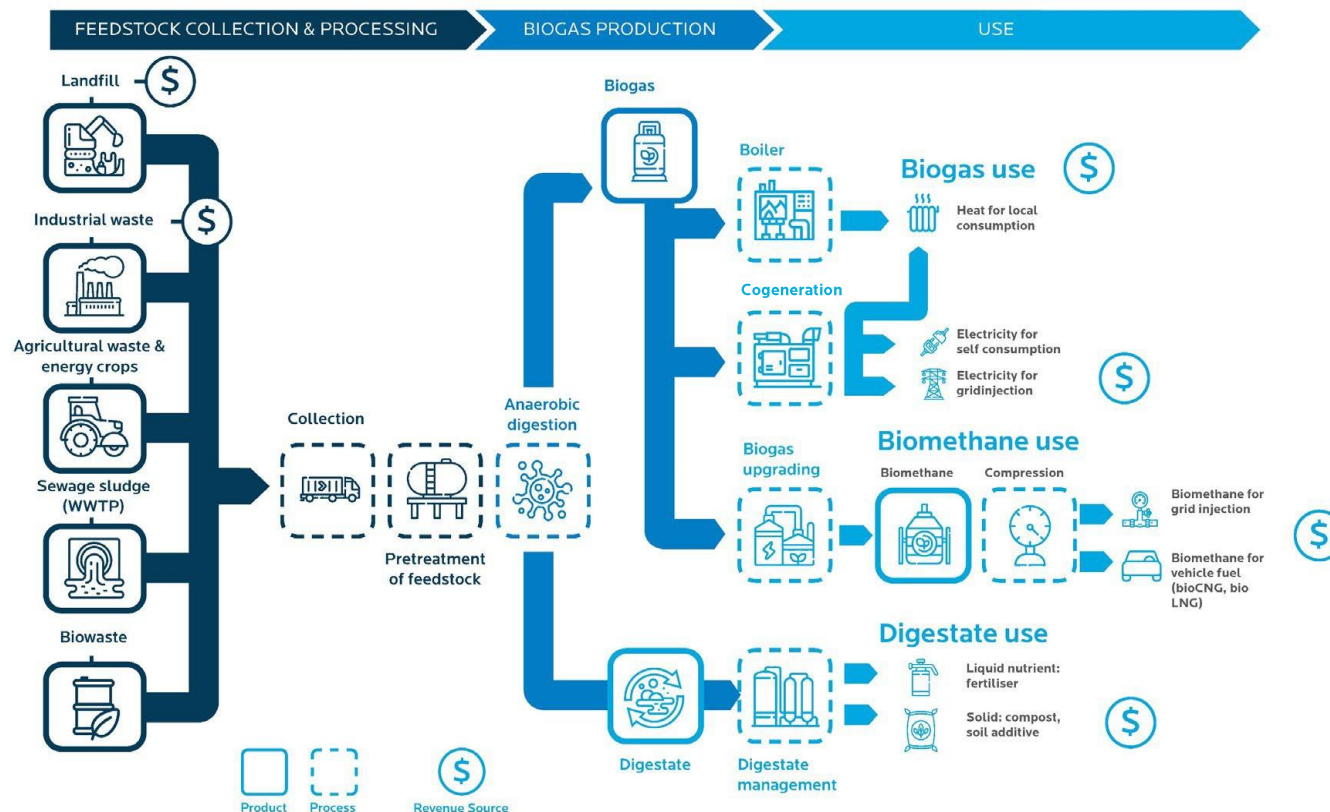 FEEDSTOCK COLLECTION & PROCESSING
BIOGAS PRODUCTION
USE
Landfill
$
Industrial waste
$
Agricultural waste &
energy crops
Sewage sludge
(WWTP)
Biowaste
Collection
Pretreatment
of feedstock
Anaerobic
digestion
Biogas
Boiler
Biogas use
$
Heat for local
consumption
Cogeneration
Electricity for
self consumption
Electricity for
gridinjection
$
Biogas
upgrading
Biomethane use
Biomethane
Compression
Biomethane for
grid injection
$
Biomethane for
vehicle fuel
(bioCNG, bio
LNG)
Digestate use
Liquid nutrient:
fertiliser
Solid: compost,
soil additive
$
Digestate
Digestate
management
$
Product
Process
Revenue Source